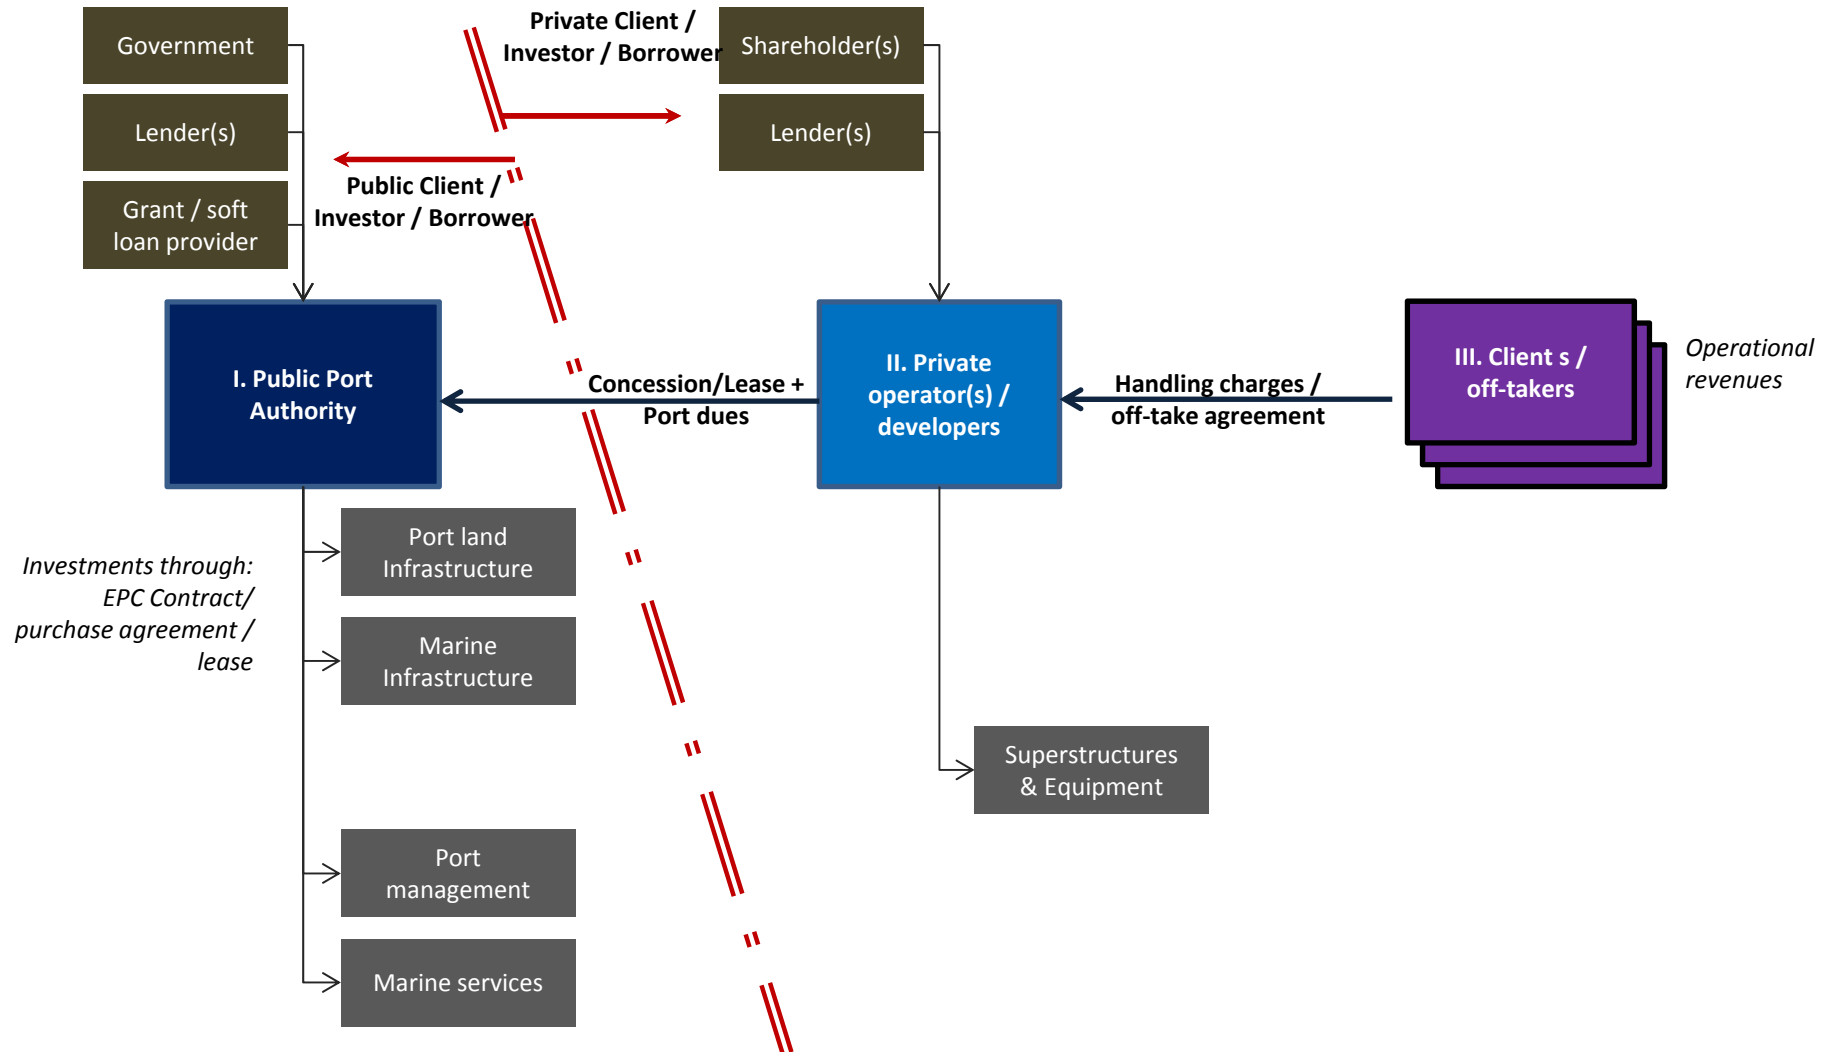 Government
Lender(s)
Grant / soft
loan provider
Private Client /
Investor / Borrower
Public Client /
Investor / Borrower
Shareholder(s)
Lender(s)
I. Public Port
Authority
Concession/Lease +
Port dues
II. Private
operator(s) /
developers
Handling charges /
off-take agreement
III. Client s /
off-takers
Operational
revenues
Investments through:
EPC Contract/
purchase agreement /
lease
Port land
Infrastructure
Marine
Infrastructure
Port
management
Marine services
Superstructures
& Equipment